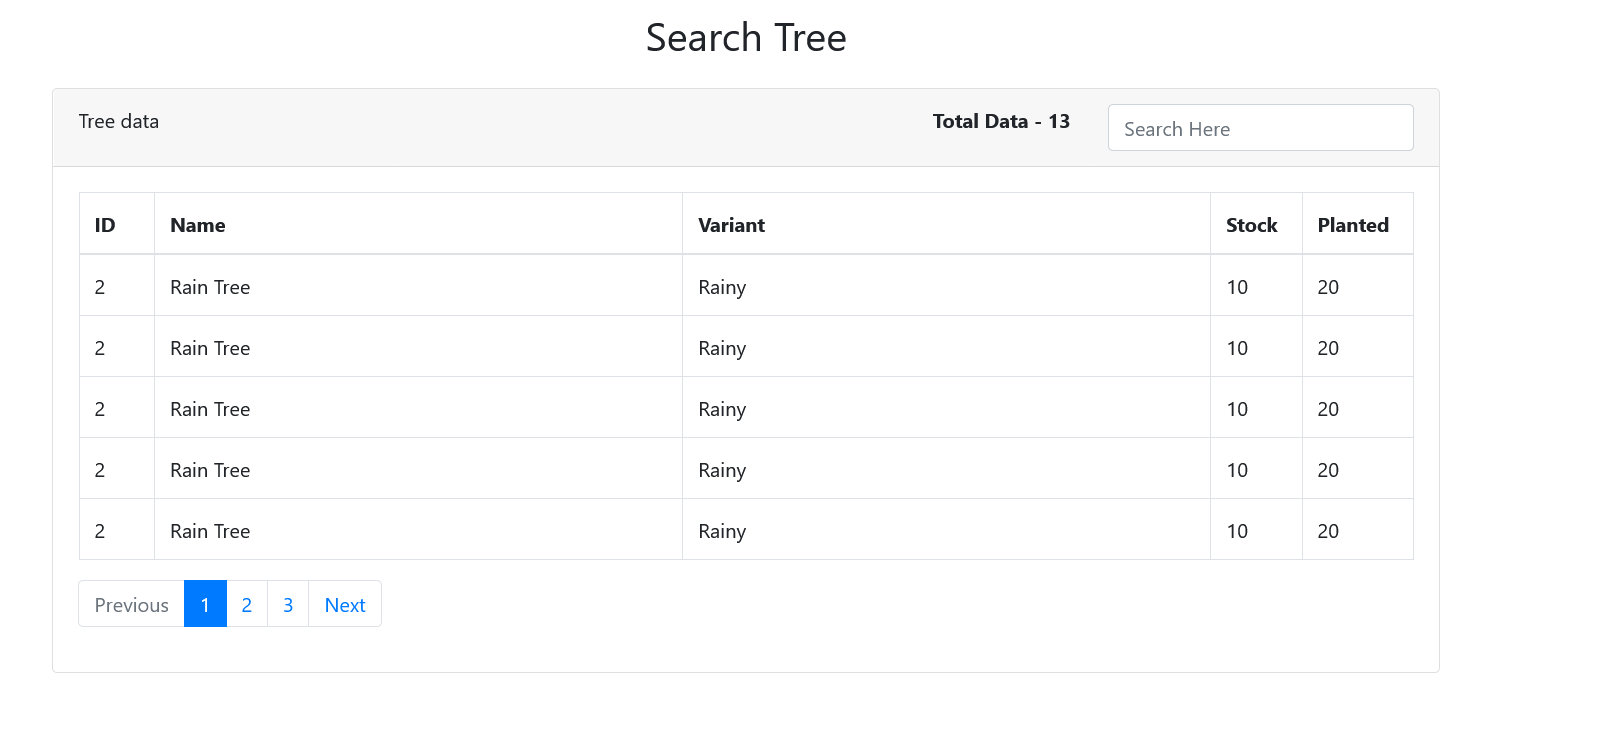 Search Tree
Tree data Total Data - 13 Search Here
ID Name Variant Stock Planted
2 Rain Tree Rainy 10 20
2 Rain Tree Rainy 10 20
2 Rain Tree Rainy 10 20
2 Rain Tree Rainy 10 20
2 Rain Tree Rainy 10 20
Previous 1 2 3 Next